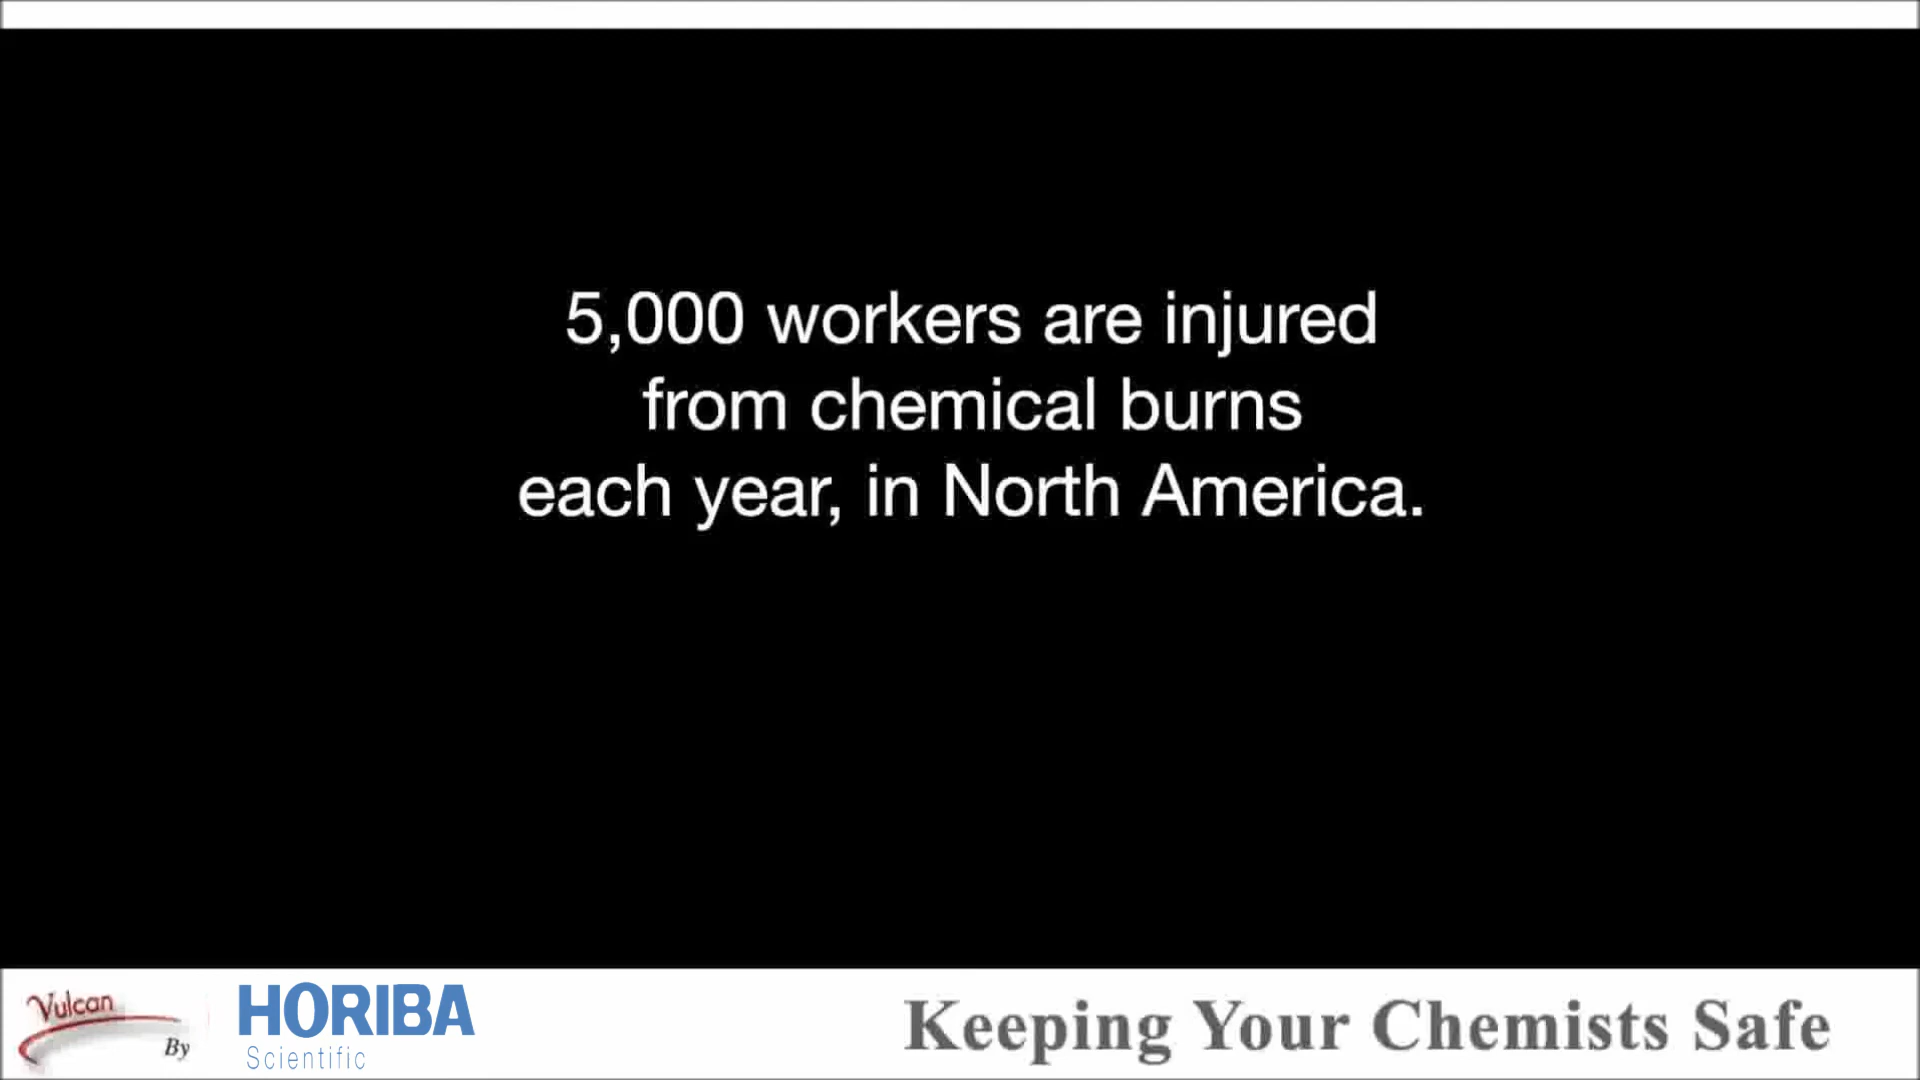 5,000 workers are injured
from chemical burns
each year, in North America.
Vulcan
By
HORIBA
Scientific
Keeping Your Chemists Safe